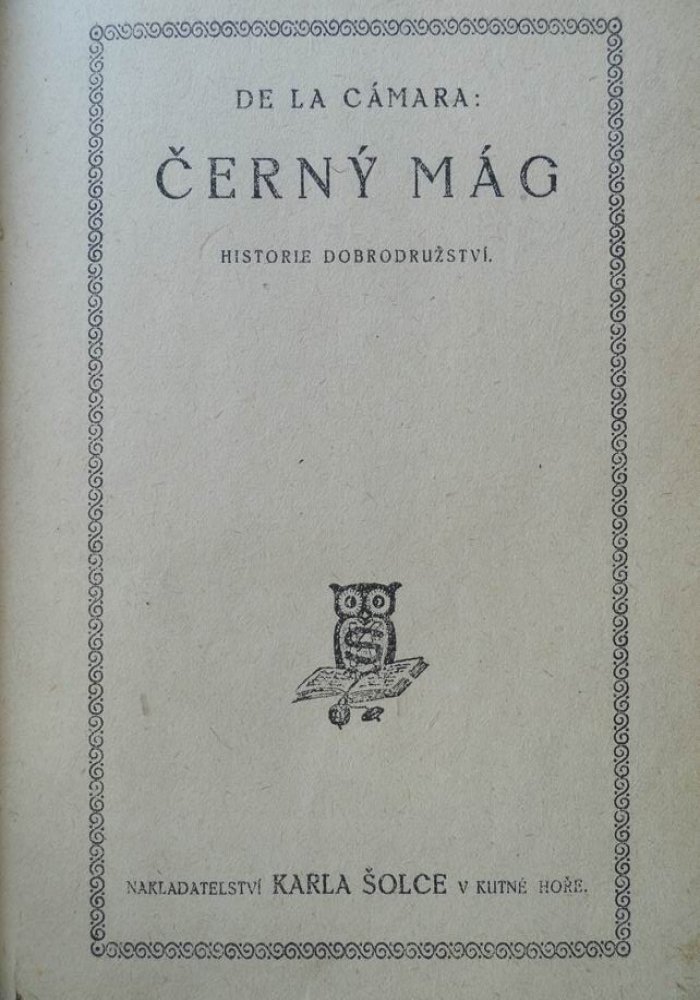 DE LA CÁMARA:
ČERNÝ MÁG
HISTORIE DOBRODRUŽSTVÍ.
Š
NAKLADATELSTVÍ KARLA ŠOLCE V KUTNÉ HOŘE.